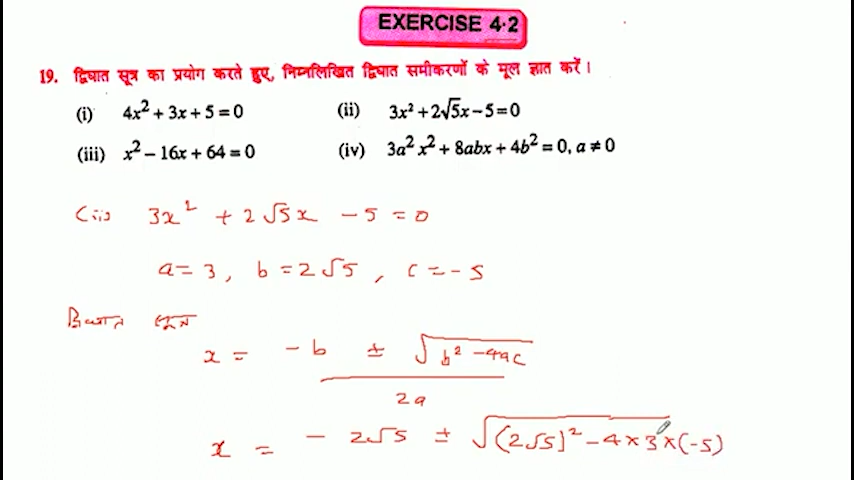 EXERCISE 4·2
19. द्विघात सूत्र का प्रयोग करते हुए, निम्नलिखित द्विघात समीकरणों के मूल ज्ञात करें।
(i) 4x² + 3x + 5 = 0 (ii) 3x² + 2√5x − 5 = 0
(iii) x² − 16x + 64 = 0 (iv) 3a²x² + 8abx + 4b² = 0, a ≠ 0
(ii) 3x² + 2√5x − 5 = 0
a = 3, b = 2√5, c = − 5
द्विघात सूत्र
x = − b ± √b² − 4ac
2a
x = − 2√5 ± √(2√5)² − 4 × 3 × (−5)